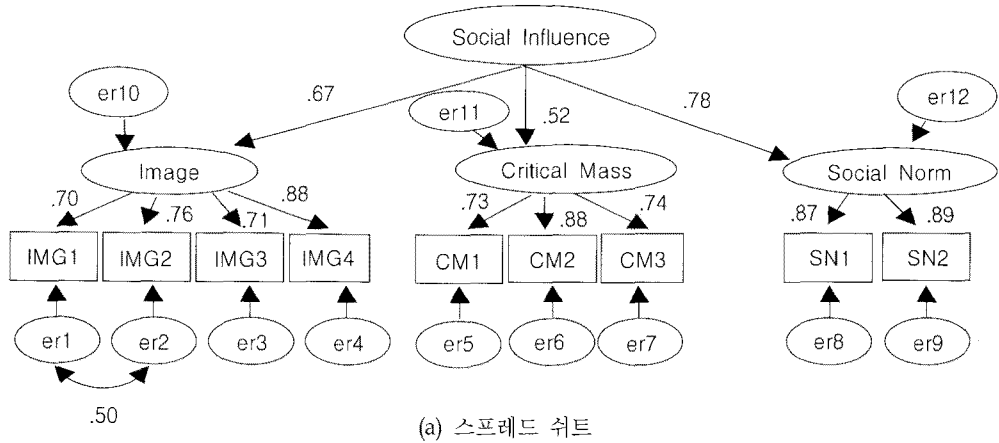 Social Influence
er10
.67
er11
.52
.78
er12
Image
Critical Mass
Social Norm
.70
.76
.71
.88
.73
.88
.74
.87
.89
IMG1
IMG2
IMG3
IMG4
CM1
CM2
CM3
SN1
SN2
er1
er2
er3
er4
er5
er6
er7
er8
er9
.50
(a) 스프레드 쉬트